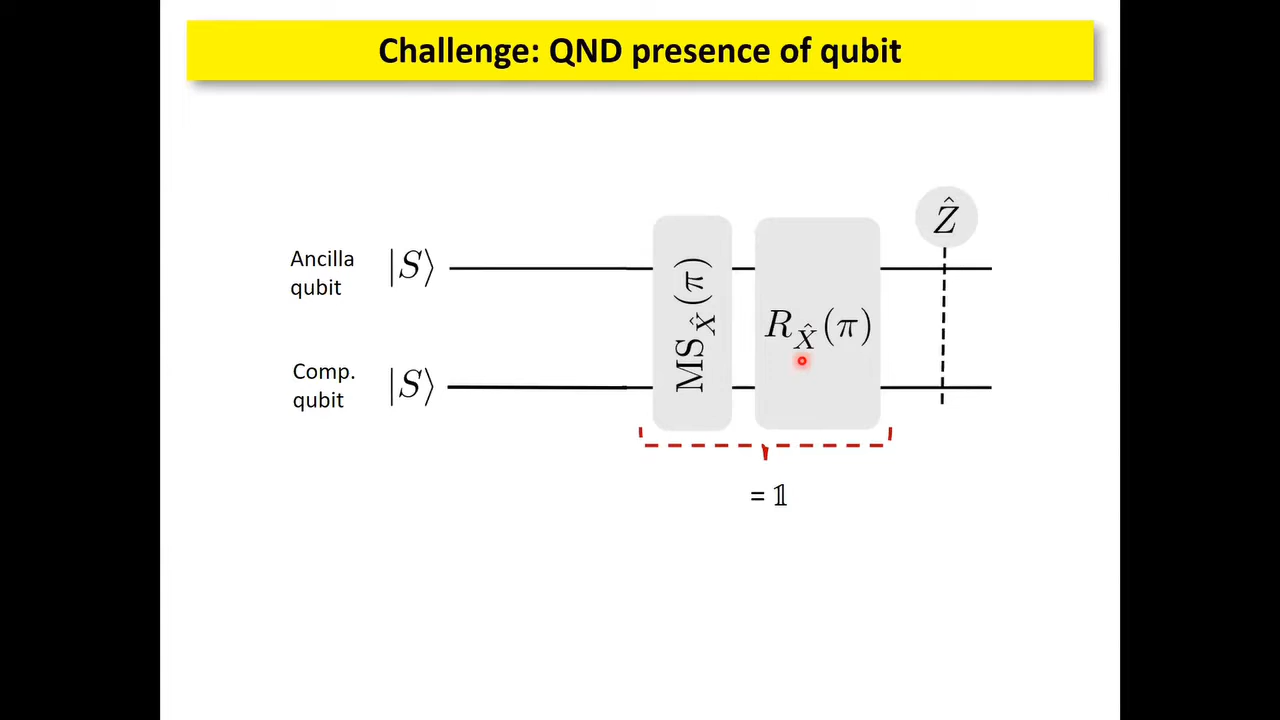 Challenge: QND presence of qubit
Ẑ
Ancilla
qubit
|S⟩
MS_X̂(π)
R_X̂(π)
Comp.
qubit
|S⟩
= 𝟙